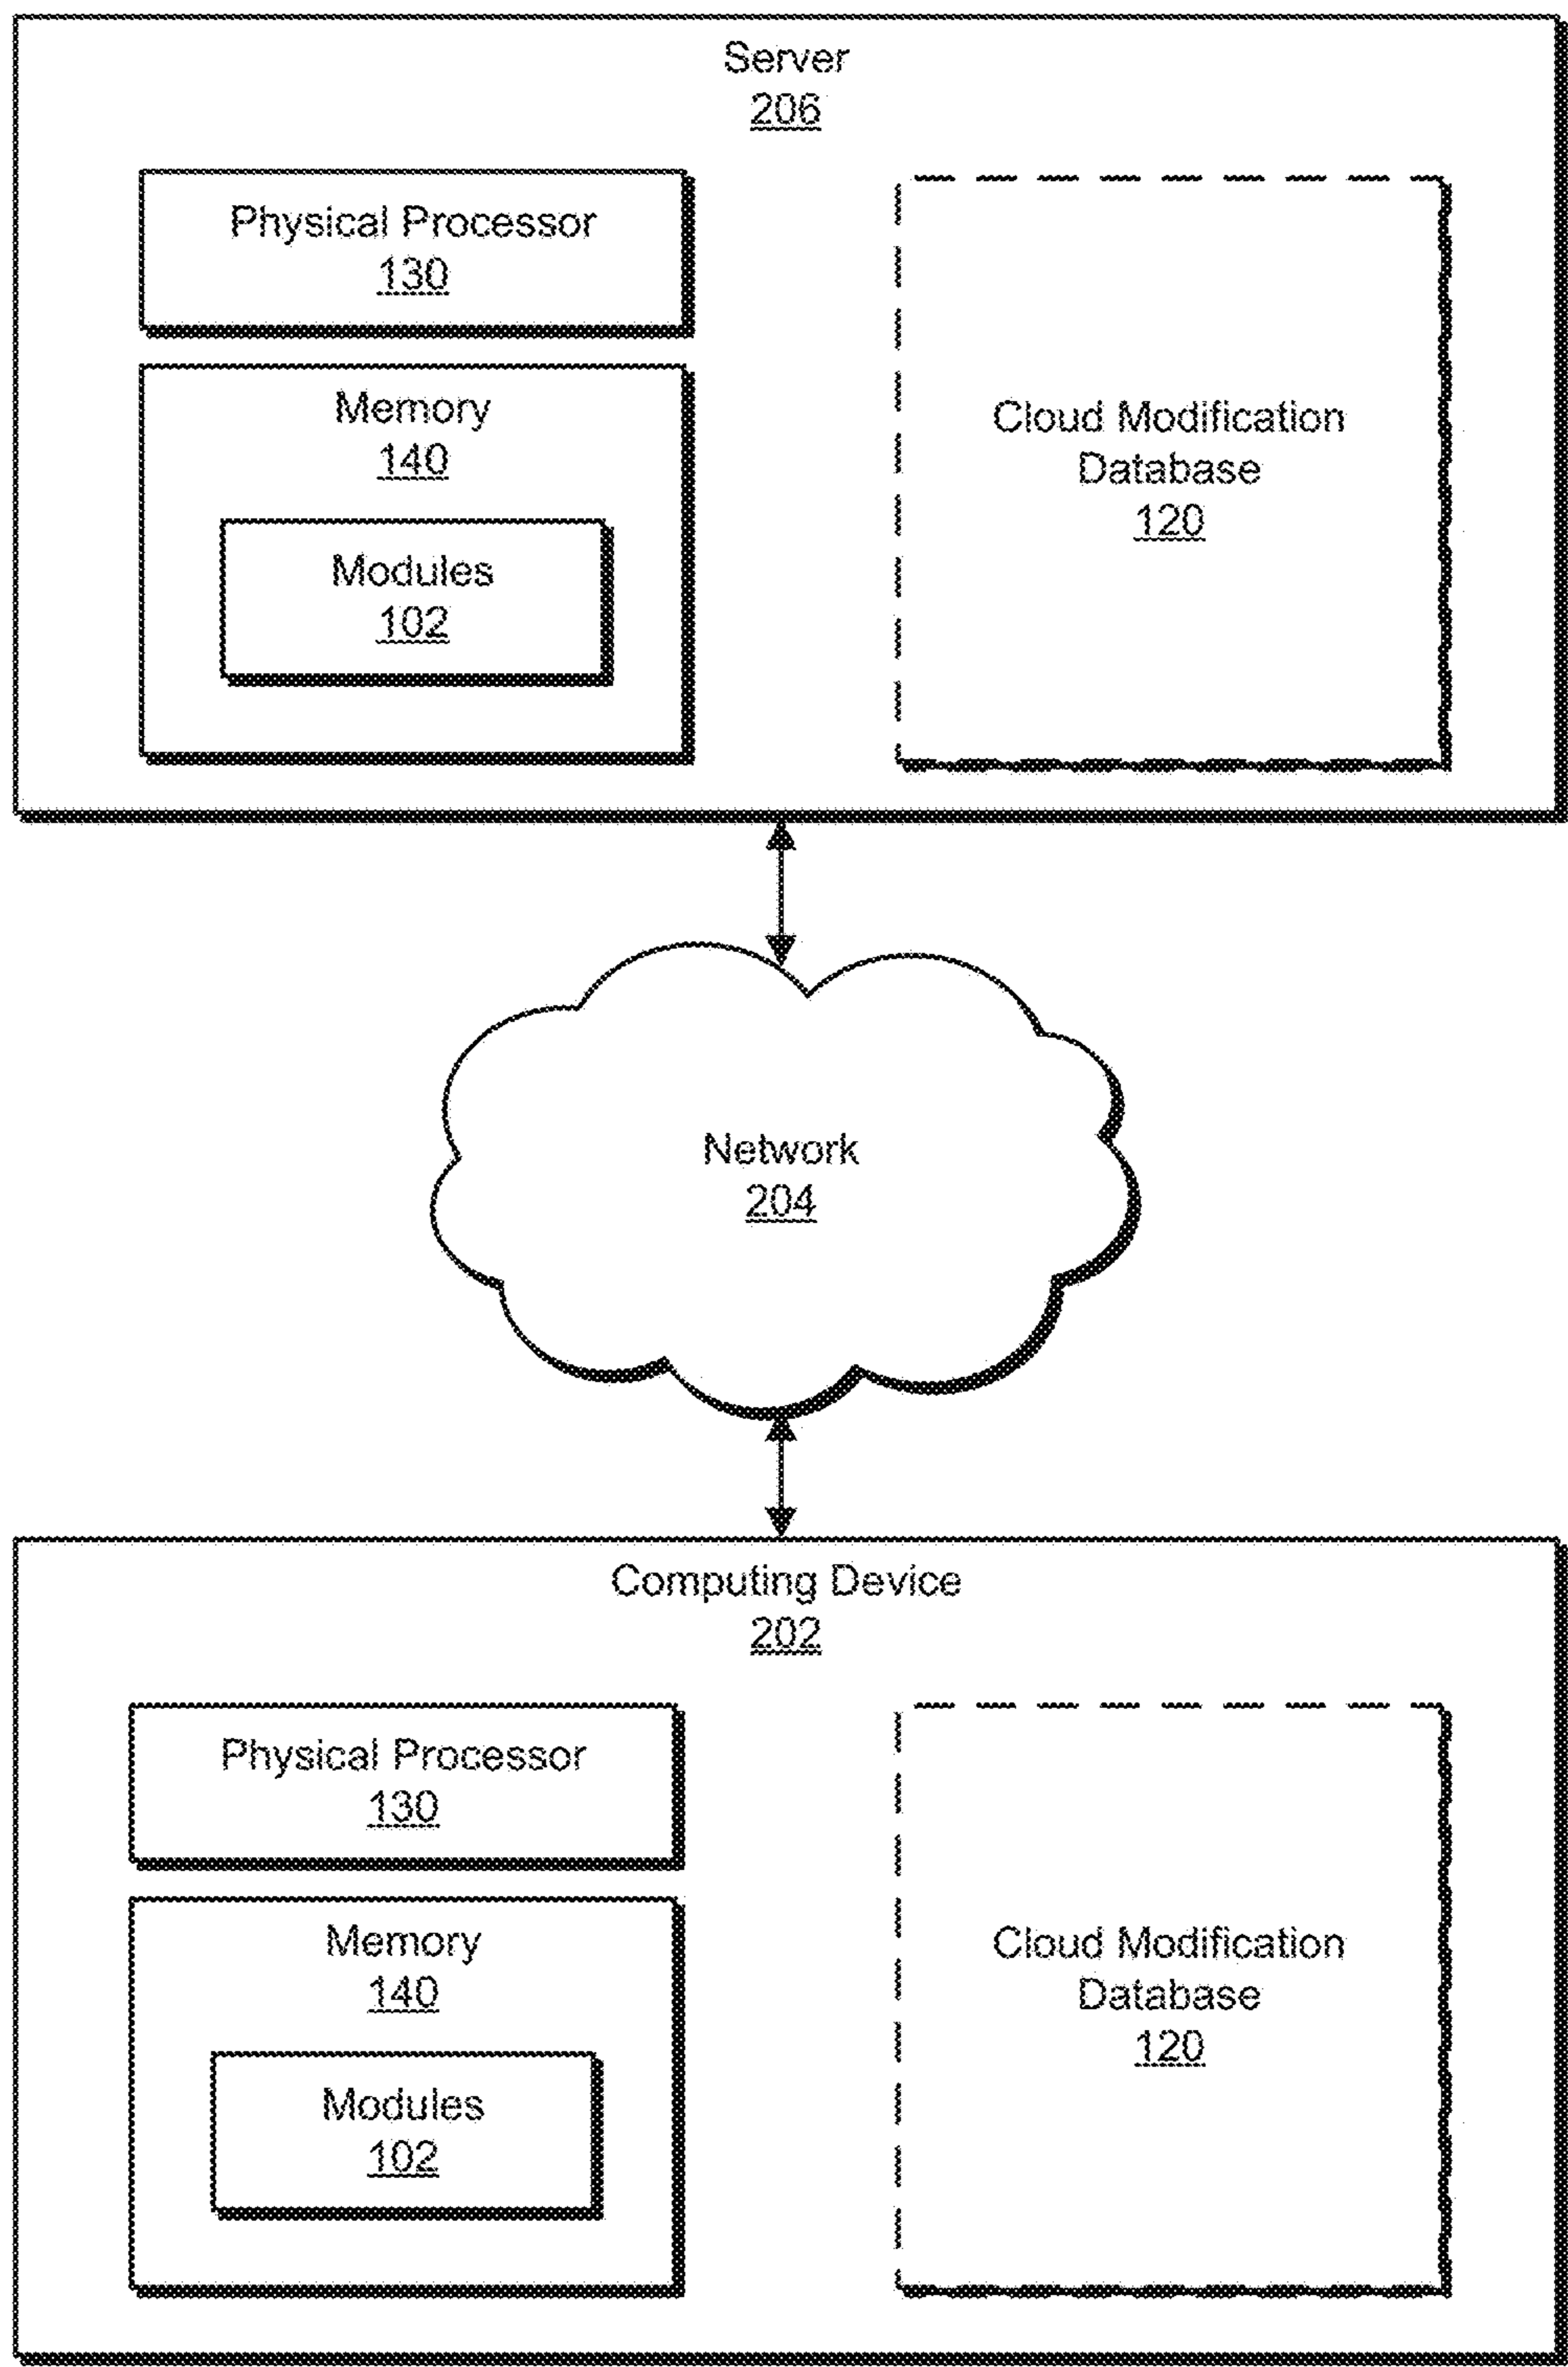 Server
206
Physical Processor
130
Memory
140
Modules
102
Cloud Modification
Database
120
Network
204
Computing Device
202
Physical Processor
130
Memory
140
Modules
102
Cloud Modification
Database
120